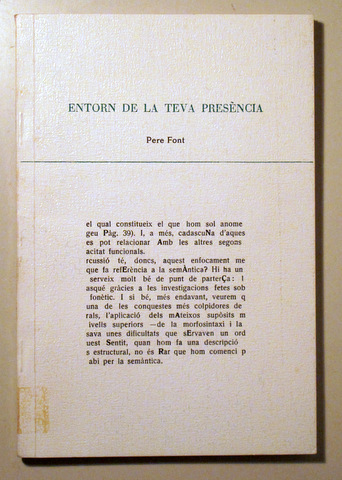 ENTORN DE LA TEVA PRESÈNCIA
Pere Font
el qual constitueix el que hom sol anome
geu Pàg. 39). I, a més, cadascuNa d'aques
es pot relacionar Amb les altres segons
acitat funcionals.
rcussió té, doncs, aquest enfocament me
que fa refErència a la semÀntica? Hi ha un
serveix molt bé de punt de parterÇa: l
asqué gràcies a les investigacions fetes sob
fonètic. I si bé, més endavant, veurem q
una de les conquestes més colpidores de
rals, l'aplicació dels mAteixos supòsits m
ivells superiors —de la morfosintaxi i la
sava unes dificultats que sErvaven un ord
uest Sentit, quan hom fa una descripció
s estructural, no és Rar que hom comenci p
abi per la semàntica.